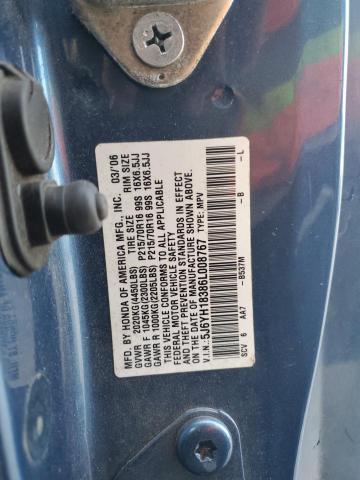 MFD. BY HONDA OF AMERICA MFG., INC. 03/'06
TIRE SIZE RIM SIZE
GVWR 2020KG(4450LBS)
GAWR F 1045KG(2300LBS) P215/70R16 99S 16X6.5JJ
GAWR R 1000KG(2205LBS) P215/70R16 99S 16X6.5JJ
THIS VEHICLE CONFORMS TO ALL APPLICABLE
FEDERAL MOTOR VEHICLE SAFETY
AND THEFT PREVENTION STANDARDS IN EFFECT
ON THE DATE OF MANUFACTURE SHOWN ABOVE
V.I.N.: 5J6YH18386L008767 TYPE: MPV
SCV 6 AA7 -B537M -B -L